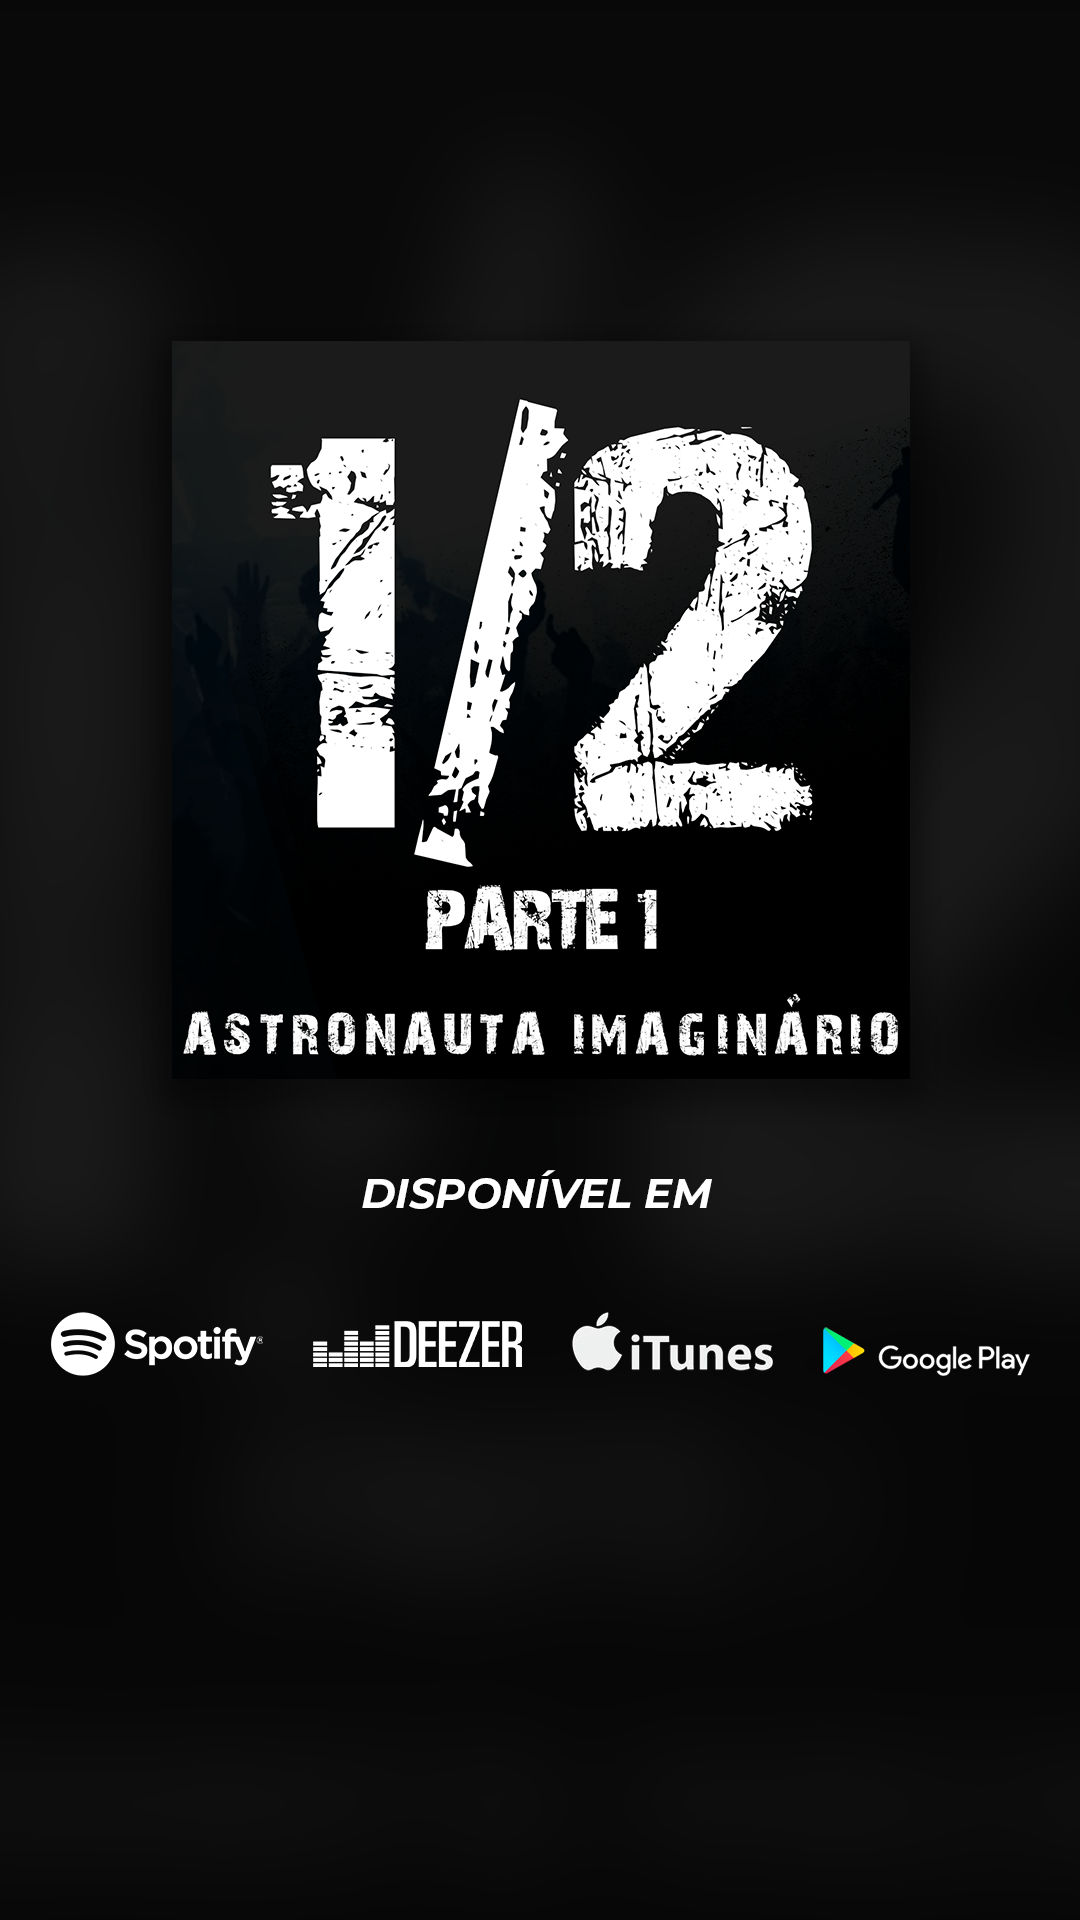 1/2
PARTE 1
ASTRONAUTA IMAGINÁRIO
DISPONÍVEL EM
Spotify® DEEZER iTunes Google Play